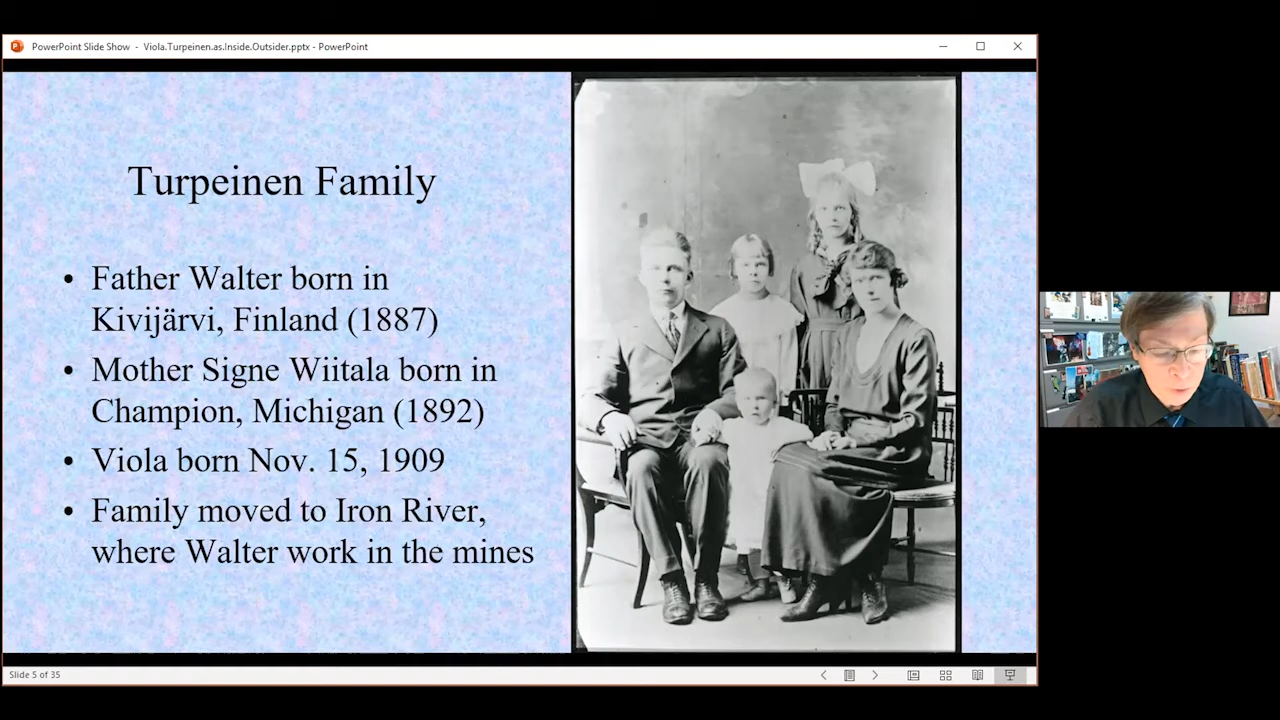 PowerPoint Slide Show - Viola.Turpeinen.as.Inside.Outsider.pptx - PowerPoint
Turpeinen Family
• Father Walter born in
Kivijärvi, Finland (1887)
• Mother Signe Wiitala born in
Champion, Michigan (1892)
• Viola born Nov. 15, 1909
• Family moved to Iron River,
where Walter work in the mines
Slide 5 of 35